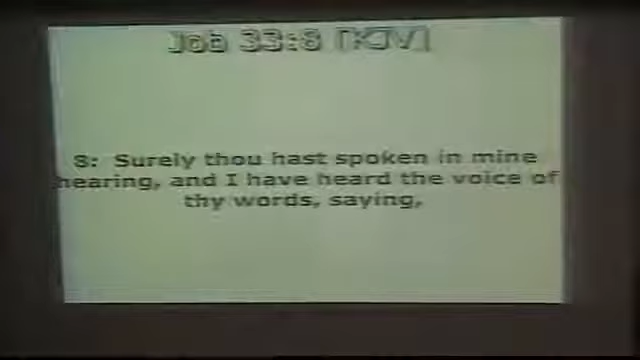 Job 33:8 [KJV]
8: Surely thou hast spoken in mine
hearing, and I have heard the voice of
thy words, saying,